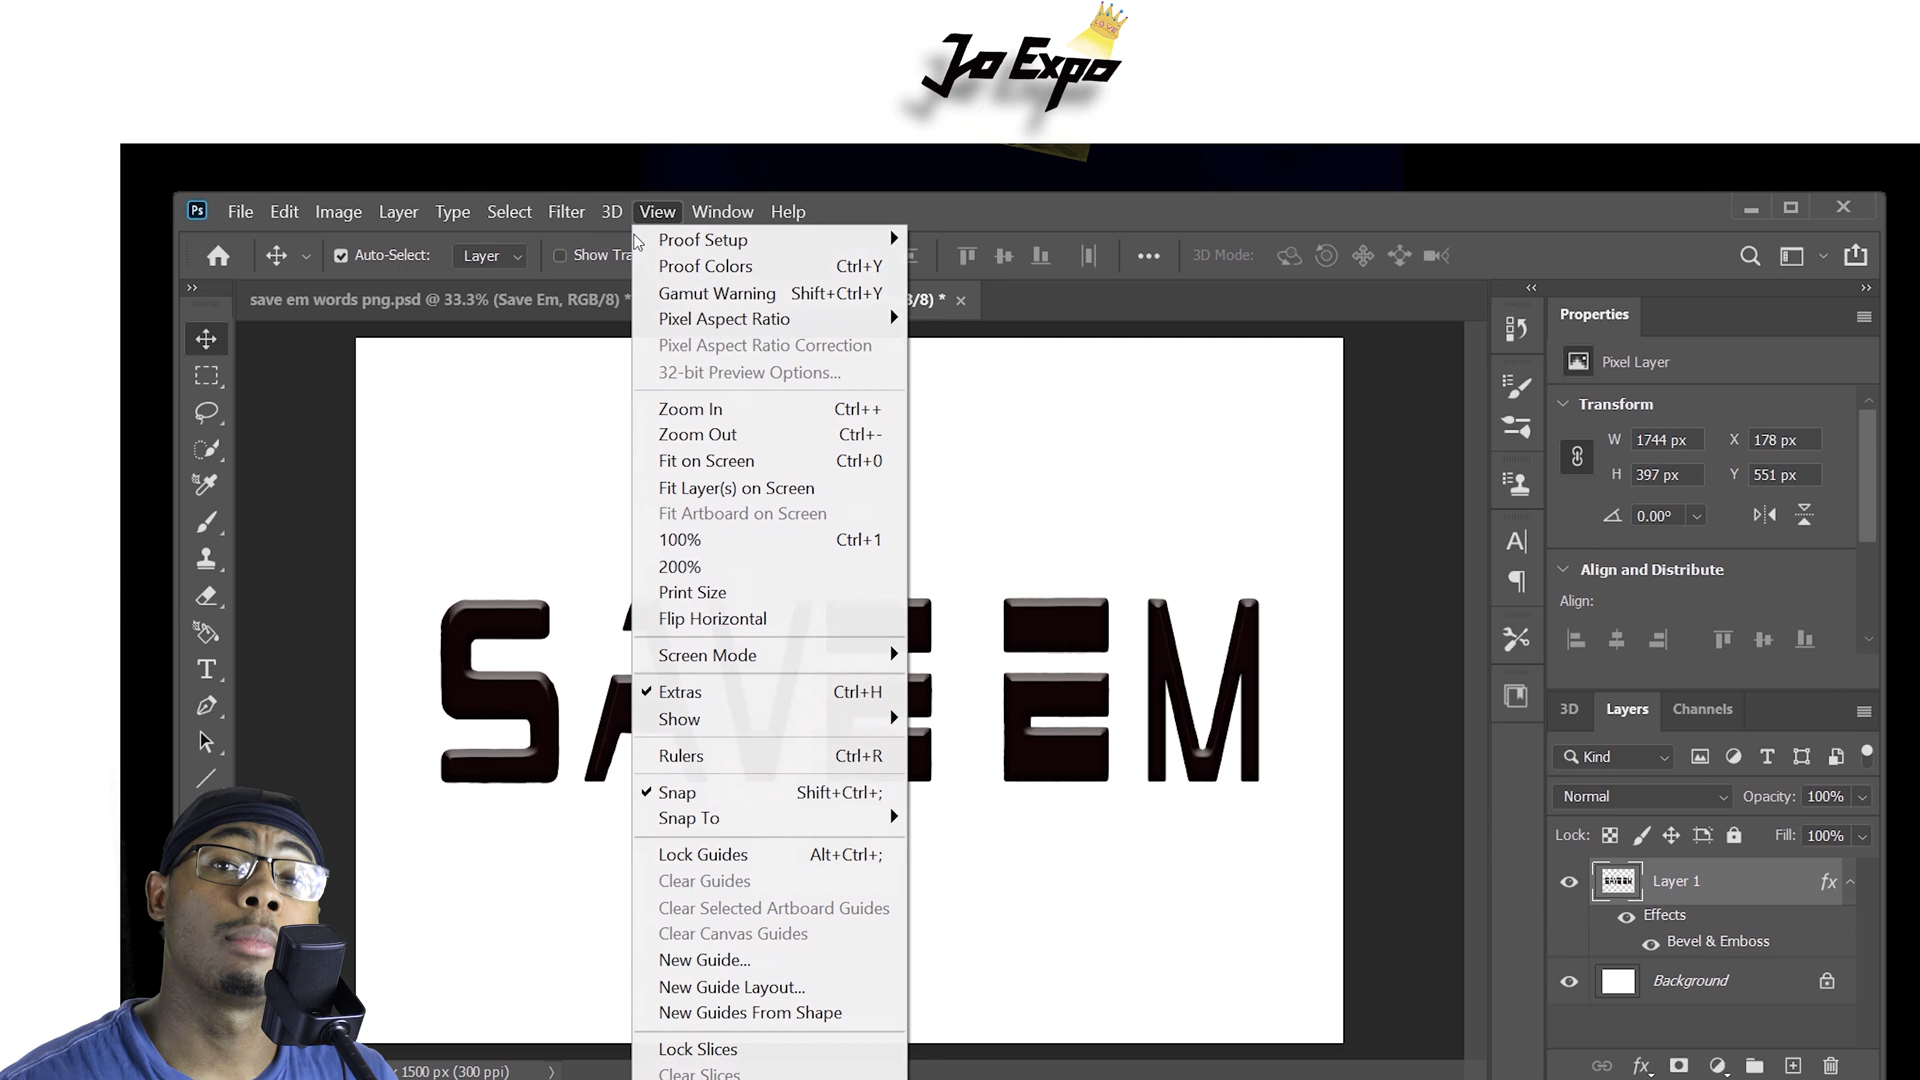 LOVE
Jo Expo
Ps File Edit Image Layer Type Select Filter 3D View Window Help
Auto-Select: Layer Show Tra 3D Mode:
save em words png.psd @ 33.3% (Save Em, RGB/8) * /8) *
Proof Setup
Proof Colors Ctrl+Y
Gamut Warning Shift+Ctrl+Y
Pixel Aspect Ratio
Pixel Aspect Ratio Correction
32-bit Preview Options...
Zoom In Ctrl++
Zoom Out Ctrl+-
Fit on Screen Ctrl+0
Fit Layer(s) on Screen
Fit Artboard on Screen
100% Ctrl+1
200%
Print Size
Flip Horizontal
Screen Mode
Extras Ctrl+H
Show
Rulers Ctrl+R
Snap Shift+Ctrl+;
Snap To
Lock Guides Alt+Ctrl+;
Clear Guides
Clear Selected Artboard Guides
Clear Canvas Guides
New Guide...
New Guide Layout...
New Guides From Shape
Lock Slices
Clear Slices
SAVE EM
1500 px (300 ppi)
Properties
Pixel Layer
Transform
W 1744 px X 178 px
H 397 px Y 551 px
0.00°
Align and Distribute
Align:
3D Layers Channels
Kind
Normal Opacity: 100%
Lock: Fill: 100%
SAVE EM Layer 1 fx
Effects
Bevel & Emboss
Background
fx